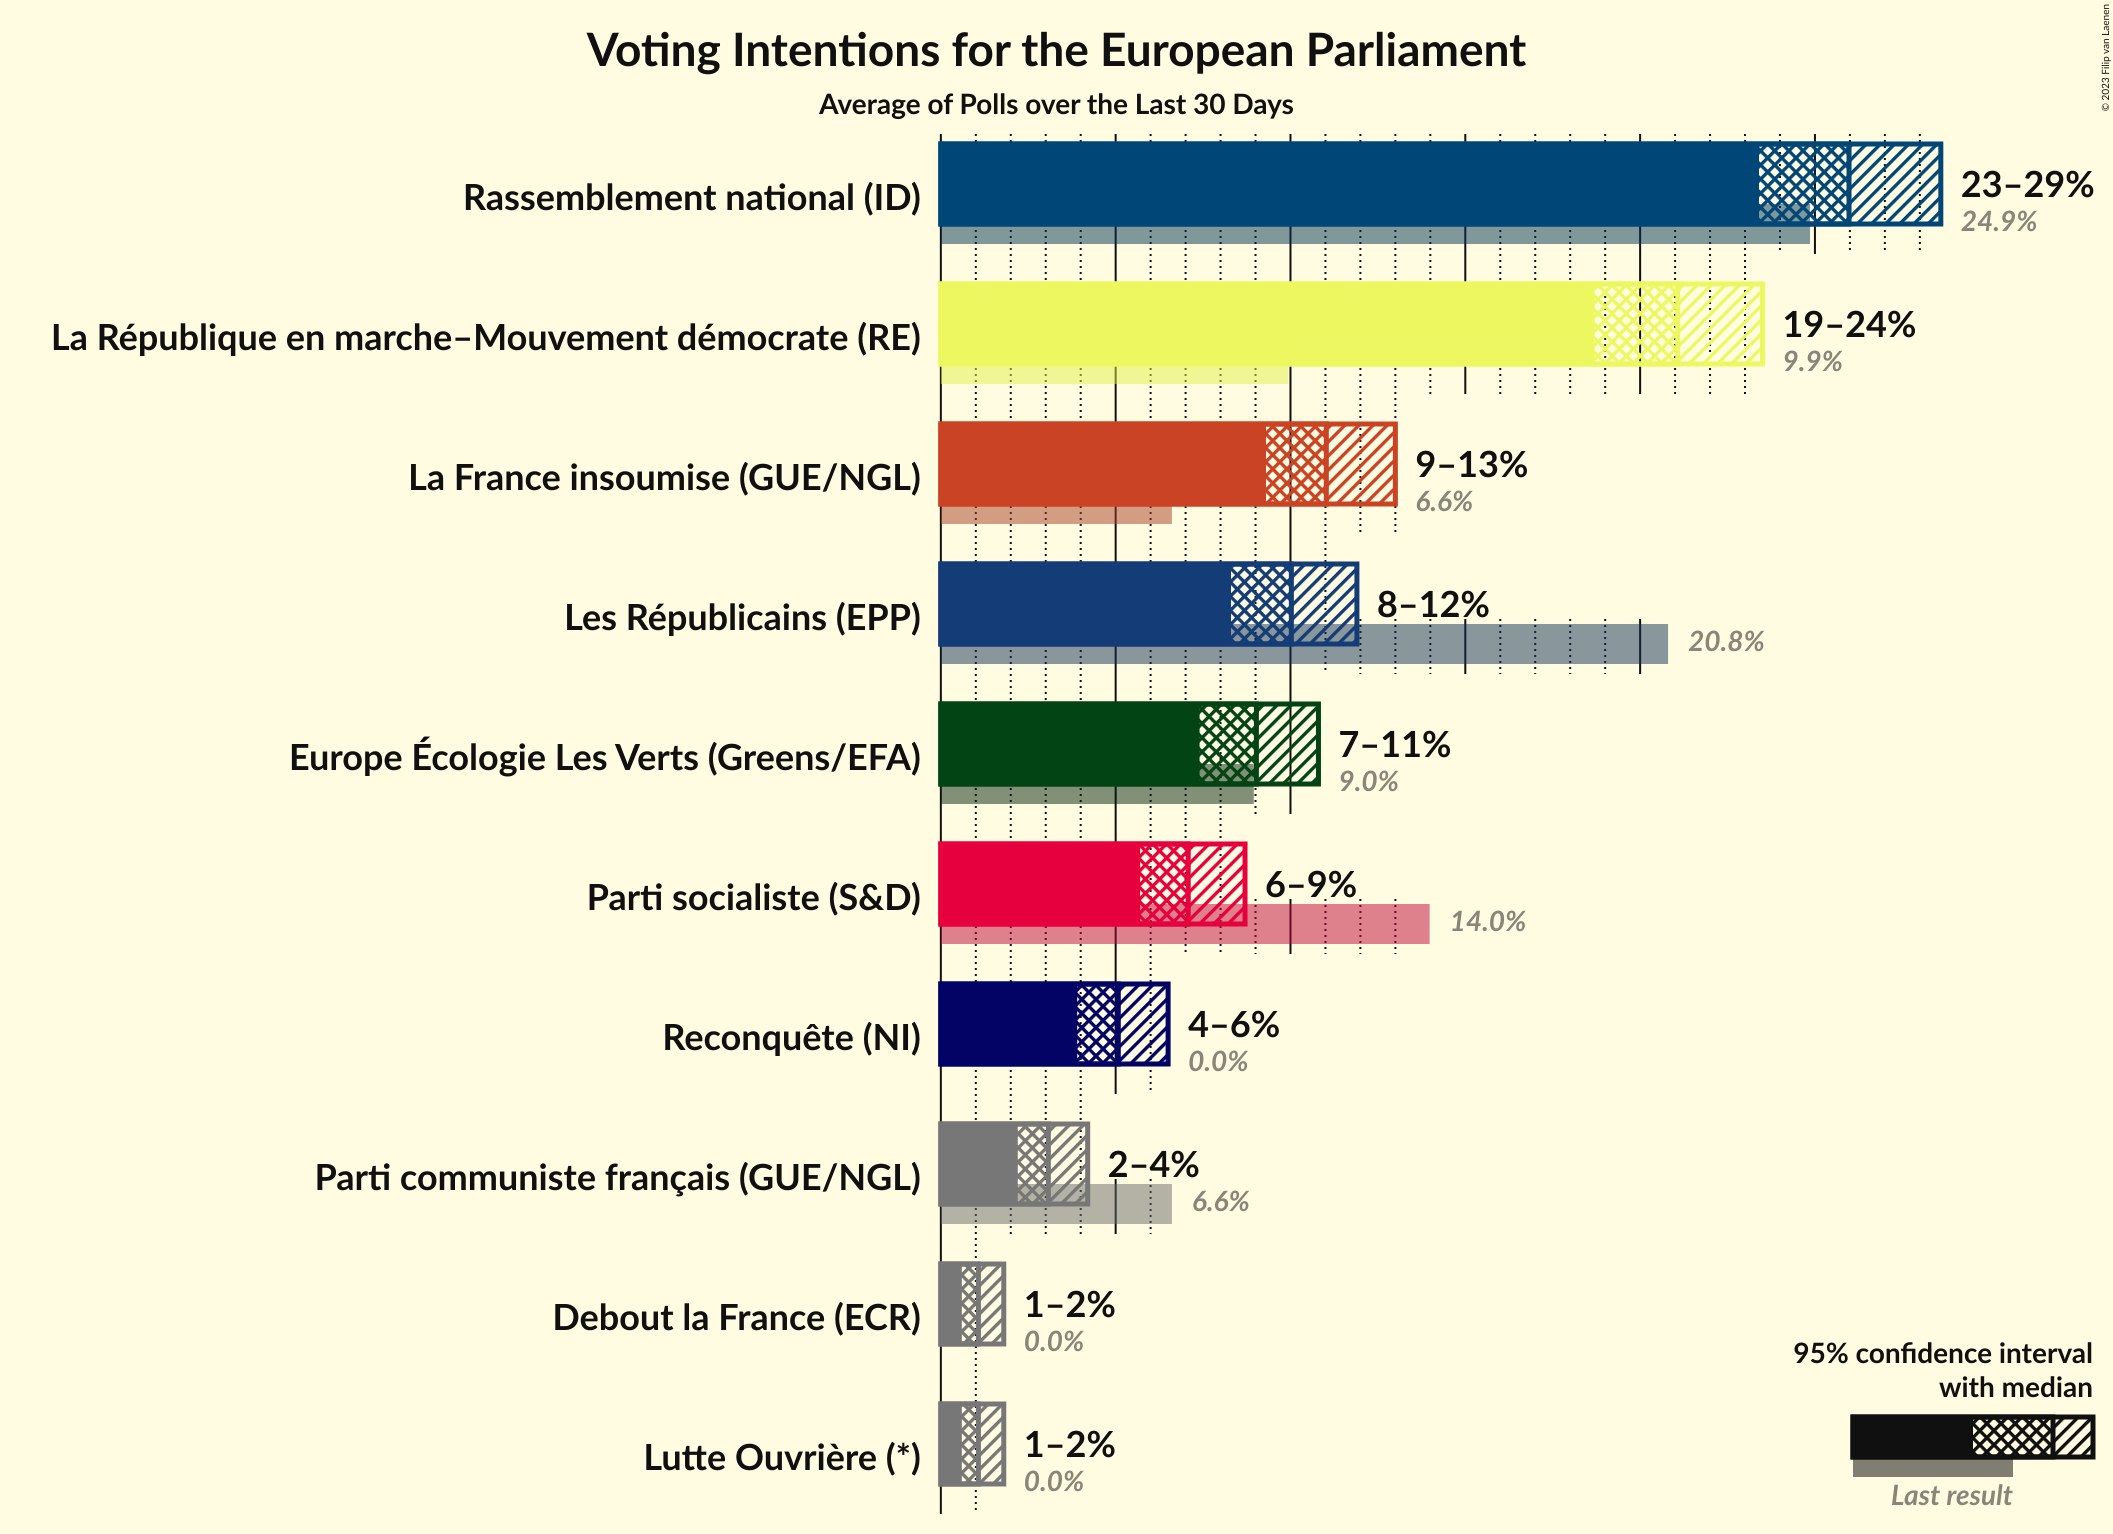 © 2023 Filip van Laenen
Voting Intentions for the European Parliament
Average of Polls over the Last 30 Days
Rassemblement national (ID)
23–29%
24.9%
La République en marche–Mouvement démocrate (RE)
19–24%
9.9%
La France insoumise (GUE/NGL)
9–13%
6.6%
Les Républicains (EPP)
8–12%
20.8%
Europe Écologie Les Verts (Greens/EFA)
7–11%
9.0%
Parti socialiste (S&D)
6–9%
14.0%
Reconquête (NI)
4–6%
0.0%
Parti communiste français (GUE/NGL)
2–4%
6.6%
Debout la France (ECR)
1–2%
0.0%
Lutte Ouvrière (*)
1–2%
0.0%
95% confidence interval
with median
Last result